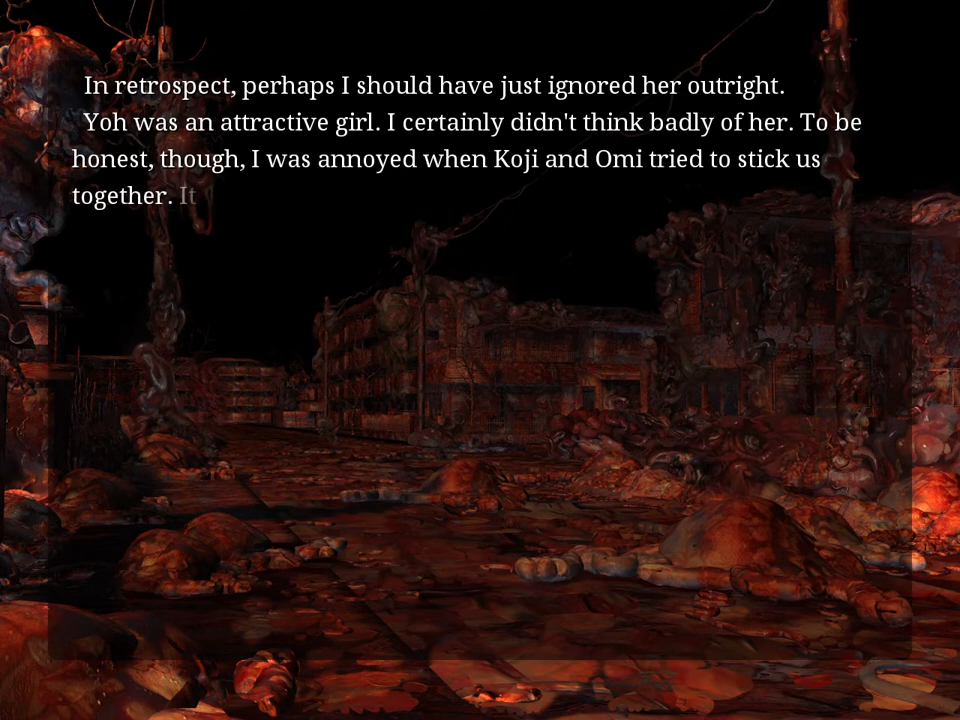 In retrospect, perhaps I should have just ignored her outright.
Yoh was an attractive girl. I certainly didn't think badly of her. To be
honest, though, I was annoyed when Koji and Omi tried to stick us
together. It